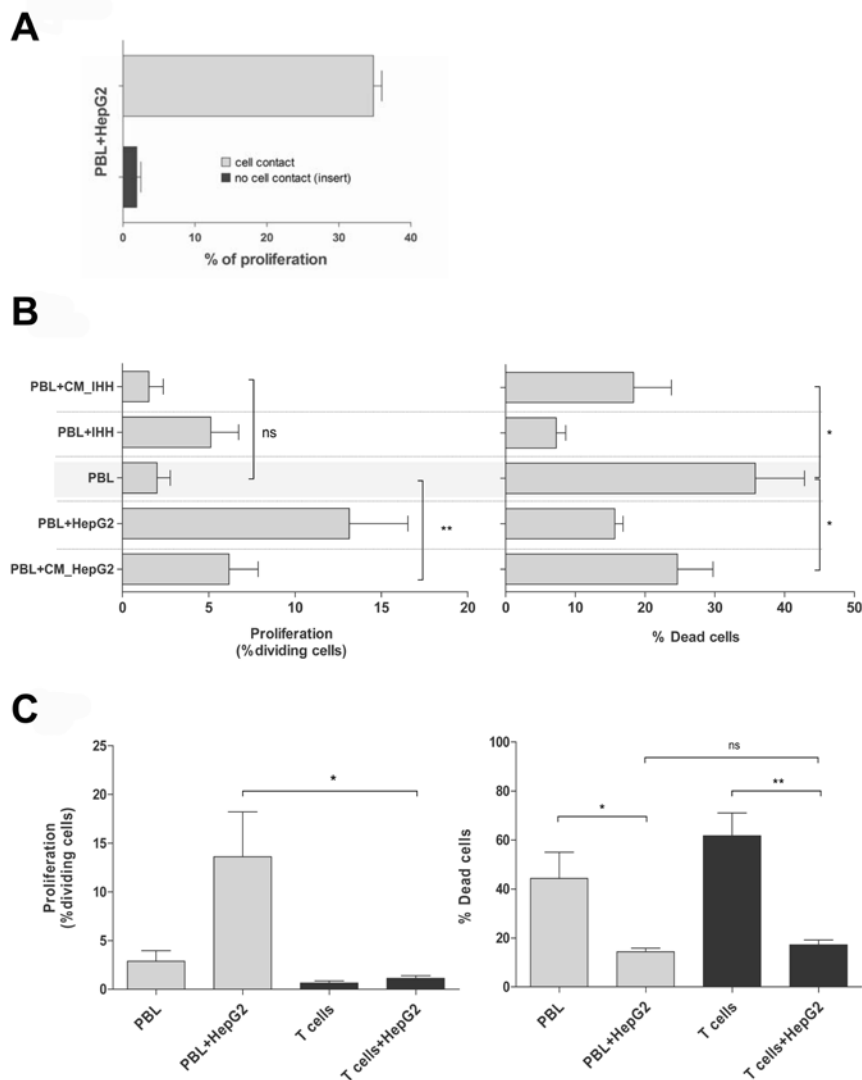 A
PBL+HepG2
cell contact
no cell contact (insert)
0 10 20 30 40
% of proliferation
B
PBL+CM_IHH
PBL+IHH
PBL
PBL+HepG2
PBL+CM_HepG2
ns
**
0 5 10 15 20
Proliferation
(%dividing cells)
*
*
0 10 20 30 40 50
% Dead cells
C
Proliferation
(%dividing cells)
25
20
15
10
5
0
*
PBL
PBL+HepG2
T cells
T cells+HepG2
% Dead cells
100
80
60
40
20
0
ns
*
**
PBL
PBL+HepG2
T cells
T cells+HepG2